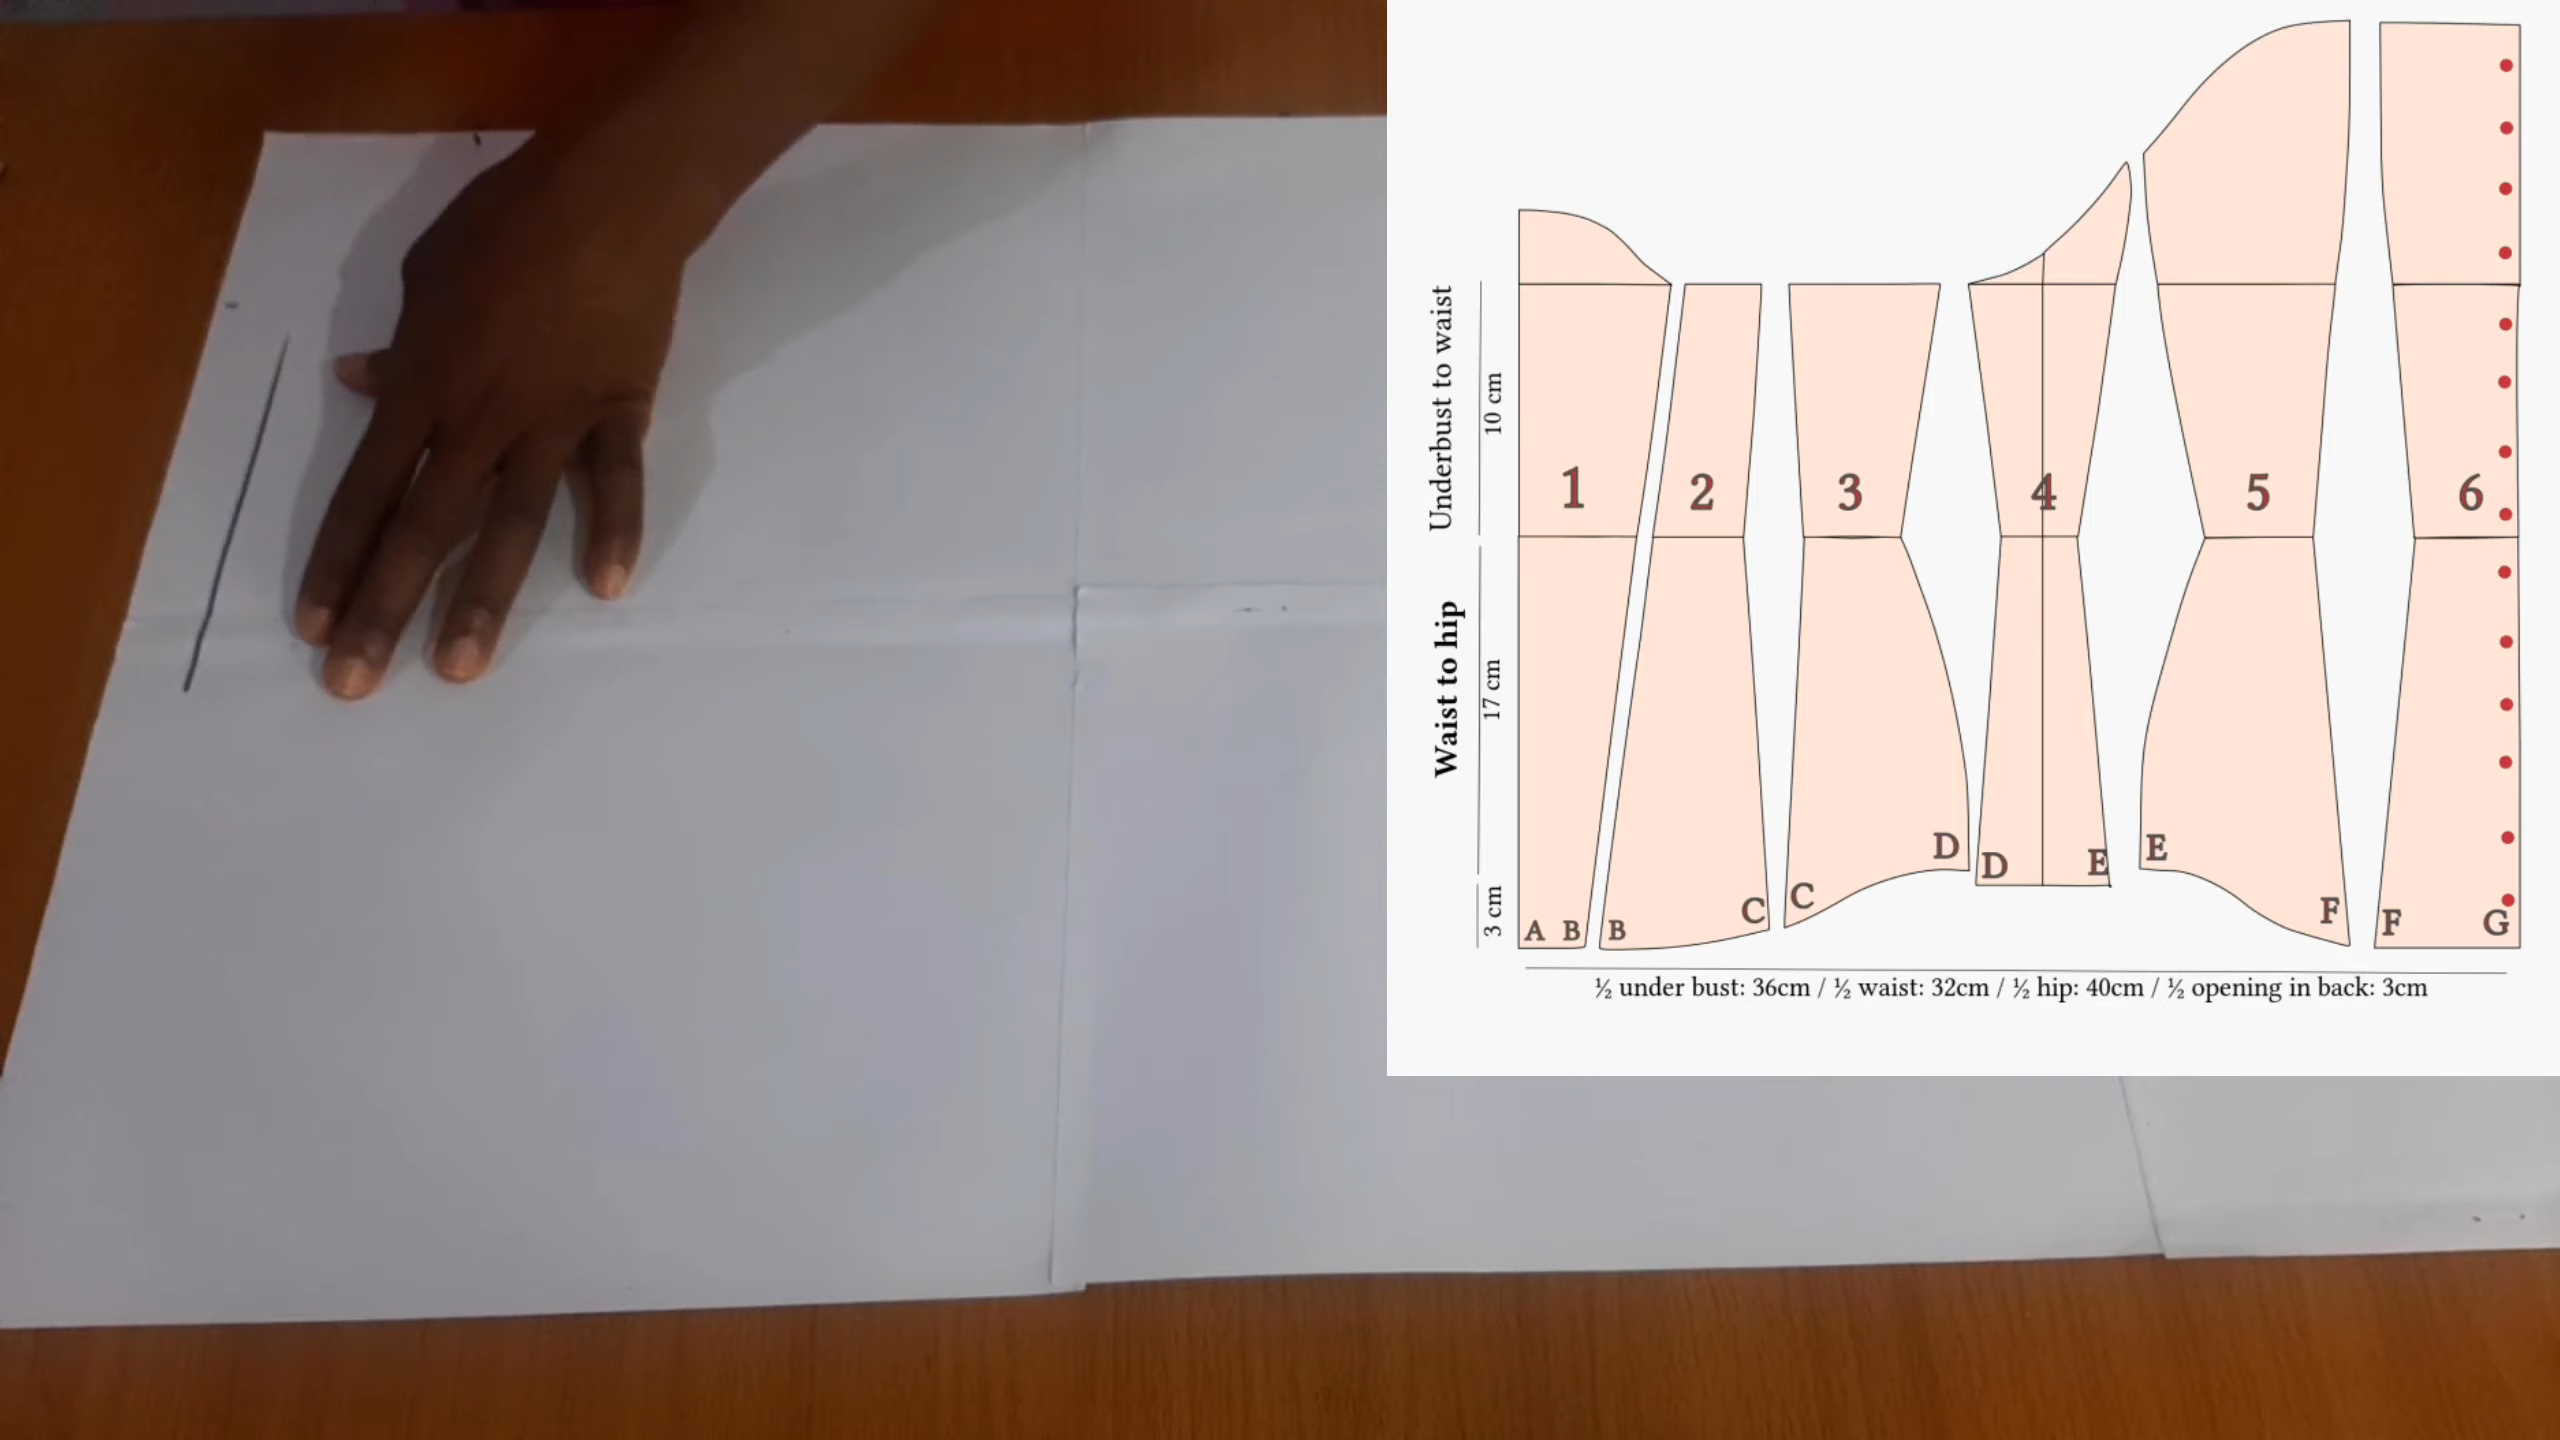 Underbust to waist
10 cm
Waist to hip
17 cm
3 cm
1
2
3
4
5
6
A B
B C
C D
D E
E F
F G
½ under bust: 36cm / ½ waist: 32cm / ½ hip: 40cm / ½ opening in back: 3cm